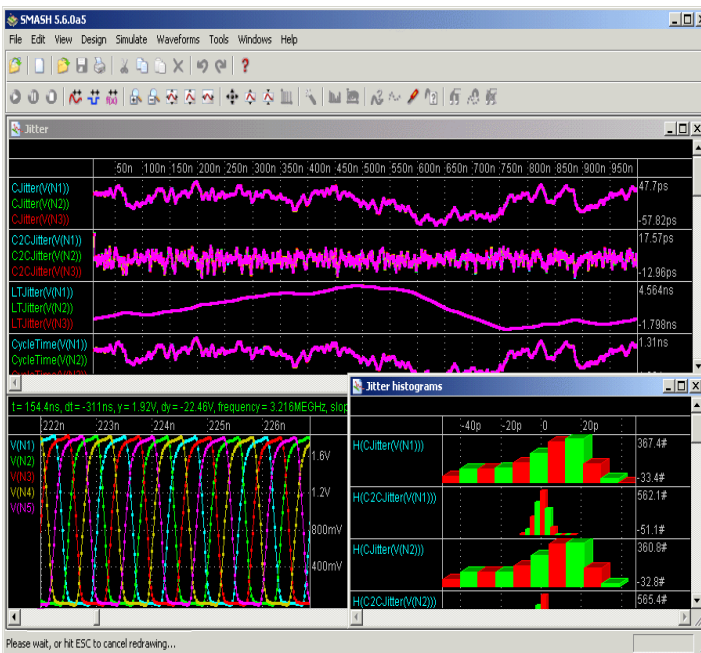 SMASH 5.6.0a5
File Edit View Design Simulate Waveforms Tools Windows Help
Jitter
50n 100n 150n 200n 250n 300n 350n 400n 450n 500n 550n 600n 650n 700n 750n 800n 850n 900n 950n
CJitter(V(N1)) 47.7ps
CJitter(V(N2))
CJitter(V(N3)) -57.82ps
C2CJitter(V(N1)) 17.57ps
C2CJitter(V(N2))
C2CJitter(V(N3)) -12.96ps
LTJitter(V(N1)) 4.564ns
LTJitter(V(N2))
LTJitter(V(N3)) -1.798ns
CycleTime(V(N1)) 1.31ns
CycleTime(V(N2))
t= 154.4ns, dt= -311ns, y= 1.92V, dy= -22.46V, frequency= 3.216MEGHz, slop
222n 223n 224n 225n 226n
V(N1)
V(N2) 1.6V
V(N3)
V(N4) 1.2V
V(N5)
800mV
400mV
Jitter histograms
-40p -20p 0 20p
H(CJitter(V(N1))) 367.4#
-33.4#
H(C2CJitter(V(N1))) 562.1#
-51.1#
H(CJitter(V(N2))) 360.8#
-32.8#
H(C2CJitter(V(N2))) 565.4#
Please wait, or hit ESC to cancel redrawing...